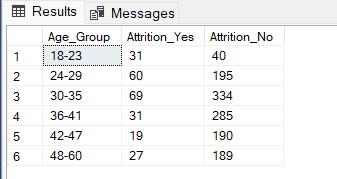 Results Messages
Age_Group Attrition_Yes Attrition_No
1 18-23 31 40
2 24-29 60 195
3 30-35 69 334
4 36-41 31 285
5 42-47 19 190
6 48-60 27 189